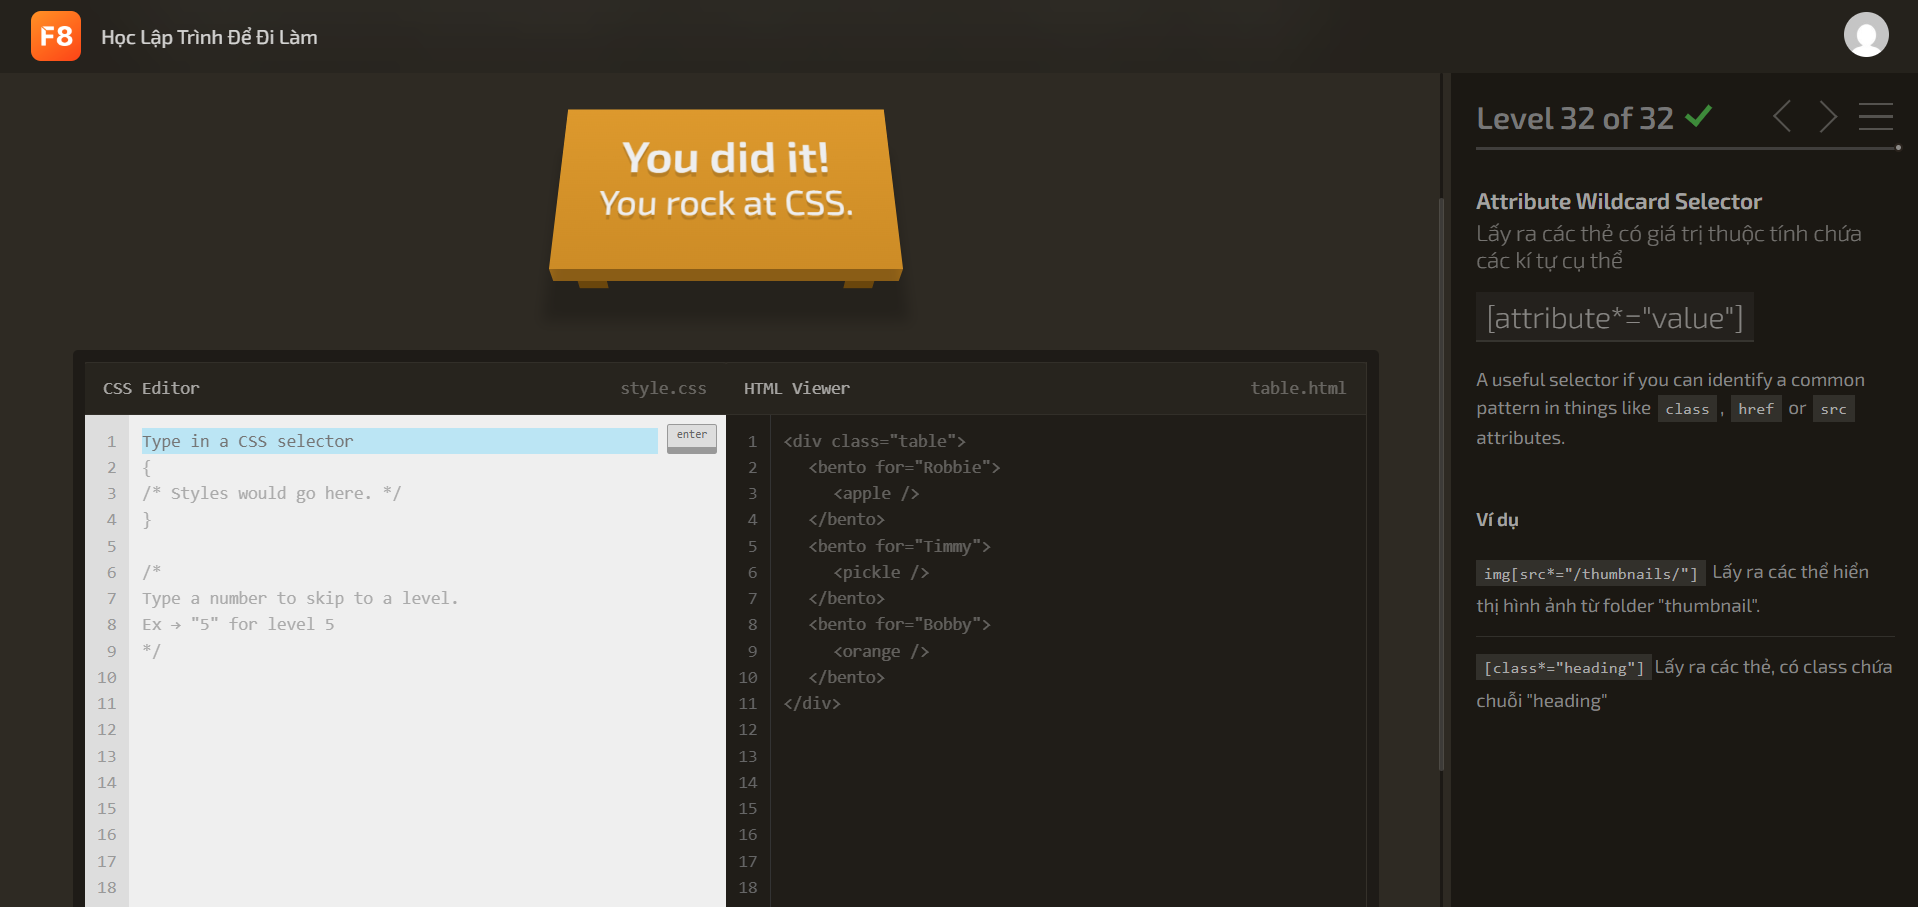 F8 Học Lập Trình Để Đi Làm
You did it!
You rock at CSS.
CSS Editor style.css
1 Type in a CSS selector enter
2 {
3 /* Styles would go here. */
4 }
5
6 /*
7 Type a number to skip to a level.
8 Ex → "5" for level 5
9 */
10
11
12
13
14
15
16
17
18
HTML Viewer table.html
1 <div class="table">
2 <bento for="Robbie">
3 <apple />
4 </bento>
5 <bento for="Timmy">
6 <pickle />
7 </bento>
8 <bento for="Bobby">
9 <orange />
10 </bento>
11 </div>
12
13
14
15
16
17
18
Level 32 of 32
Attribute Wildcard Selector
Lấy ra các thẻ có giá trị thuộc tính chứa
các kí tự cụ thể
[attribute*="value"]
A useful selector if you can identify a common
pattern in things like class , href or src
attributes.
Ví dụ
img[src*="/thumbnails/"] Lấy ra các thể hiển
thị hình ảnh từ folder "thumbnail".
[class*="heading"] Lấy ra các thẻ, có class chứa
chuỗi "heading"